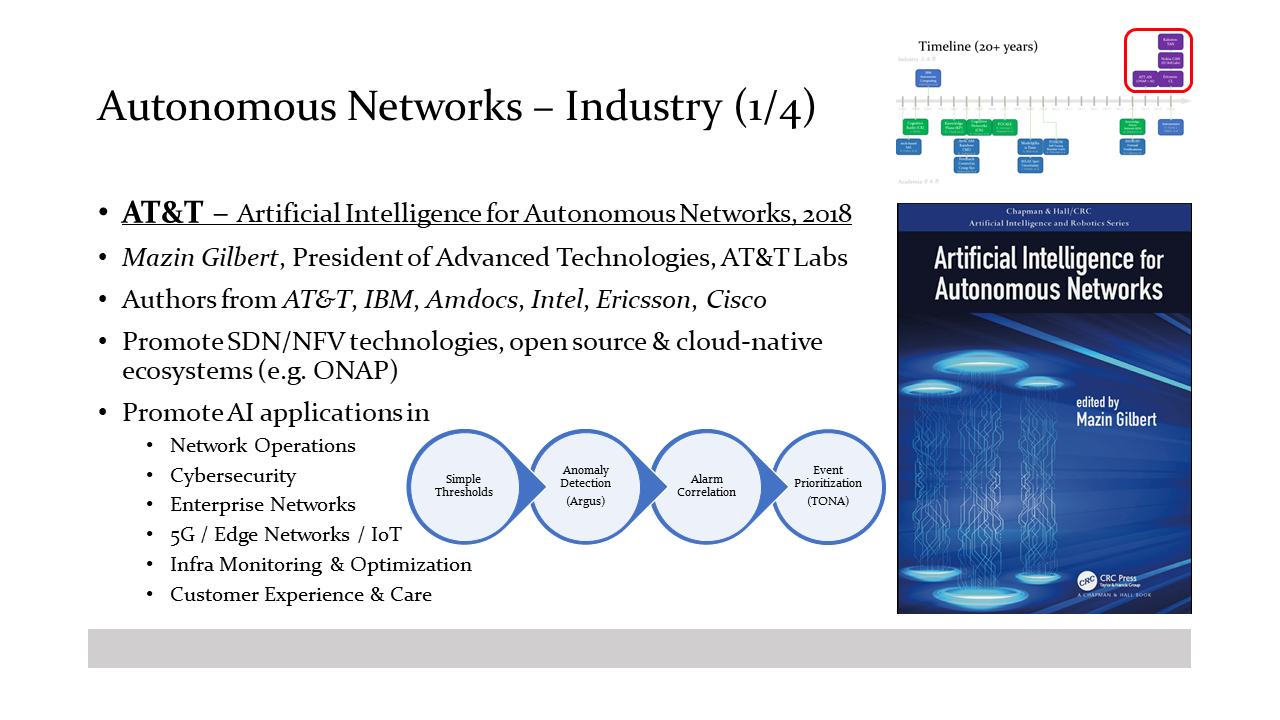 Autonomous Networks – Industry (1/4)
• AT&T – Artificial Intelligence for Autonomous Networks, 2018
• Mazin Gilbert, President of Advanced Technologies, AT&T Labs
• Authors from AT&T, IBM, Amdocs, Intel, Ericsson, Cisco
• Promote SDN/NFV technologies, open source & cloud-native
ecosystems (e.g. ONAP)
• Promote AI applications in
• Network Operations
• Cybersecurity
• Enterprise Networks
• 5G / Edge Networks / IoT
• Infra Monitoring & Optimization
• Customer Experience & Care
Simple
Thresholds
Anomaly
Detection
(Argus)
Alarm
Correlation
Event
Prioritization
(TONA)
Timeline (20+ years)
Industry
Academia
Chapman & Hall/CRC
Artificial Intelligence and Robotics Series
Artificial Intelligence for
Autonomous Networks
edited by
Mazin Gilbert
CRC
CRC Press
Taylor & Francis Group
A CHAPMAN & HALL BOOK